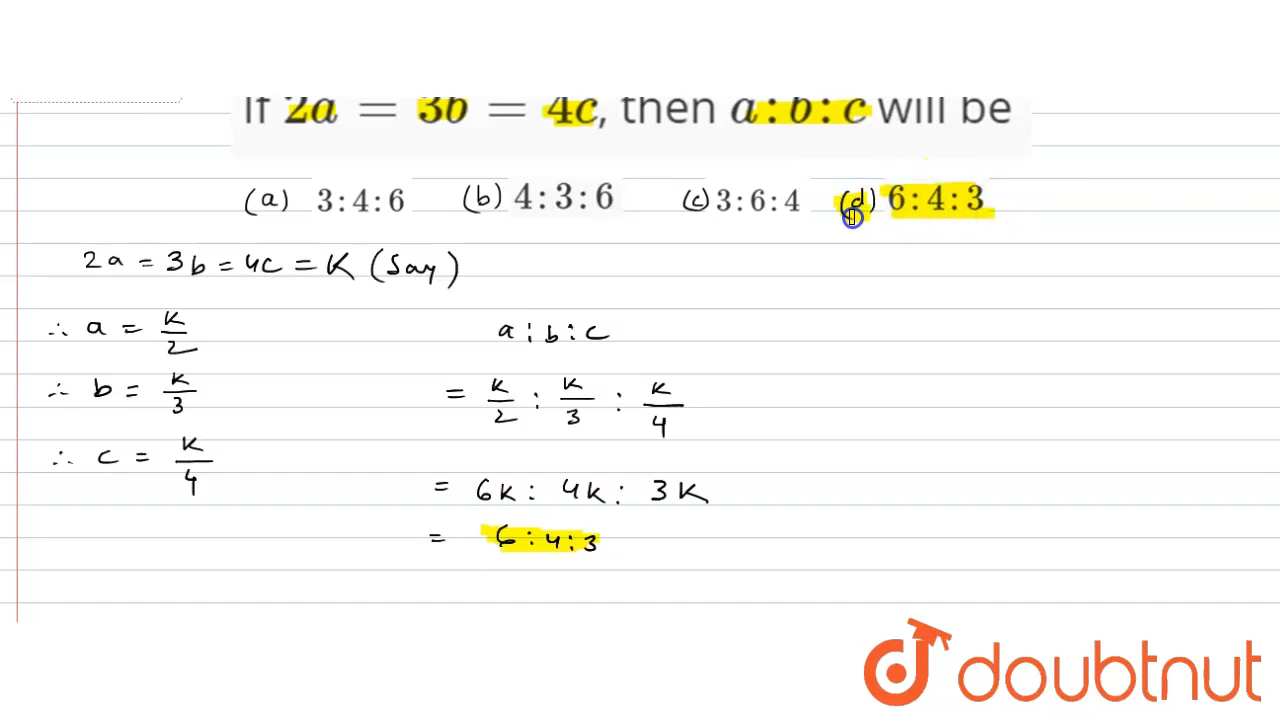 If 2a = 3b = 4c, then a : b : c will be
(a) 3 : 4 : 6 (b) 4 : 3 : 6 (c) 3 : 6 : 4 (d) 6 : 4 : 3
2a = 3b = 4c = K (Say)
∴ a = K/2
∴ b = K/3
∴ c = K/4
a : b : c
= K/2 : K/3 : K/4
= 6K : 4K : 3K
= 6 : 4 : 3
doubtnut